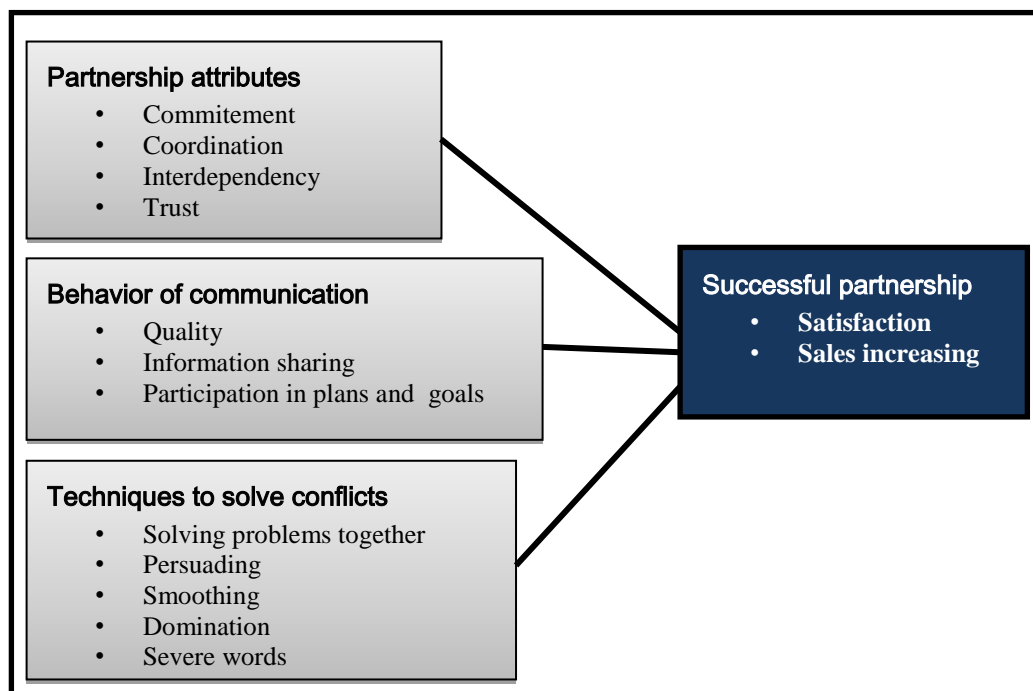 Partnership attributes
• Commitement
• Coordination
• Interdependency
• Trust
Behavior of communication
• Quality
• Information sharing
• Participation in plans and goals
Techniques to solve conflicts
• Solving problems together
• Persuading
• Smoothing
• Domination
• Severe words
Successful partnership
• Satisfaction
• Sales increasing